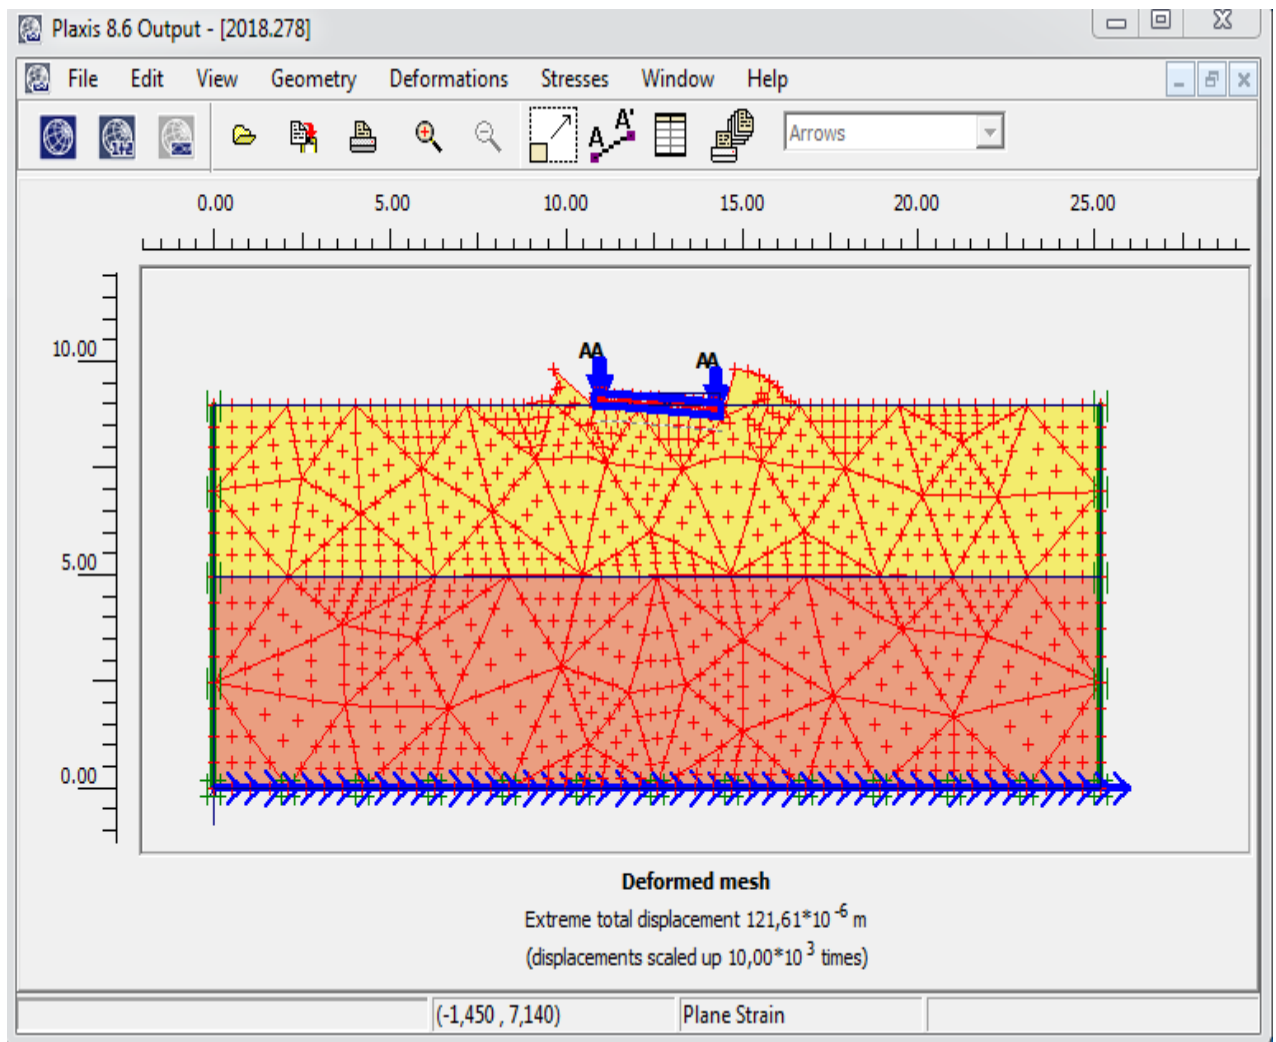 Plaxis 8.6 Output - [2018.278]
File Edit View Geometry Deformations Stresses Window Help
A A' Arrows
0.00 5.00 10.00 15.00 20.00 25.00
10.00
AA AA
5.00
0.00
Deformed mesh
Extreme total displacement 121,61*10 -6 m
(displacements scaled up 10,00*10 3 times)
(-1,450 , 7,140) Plane Strain